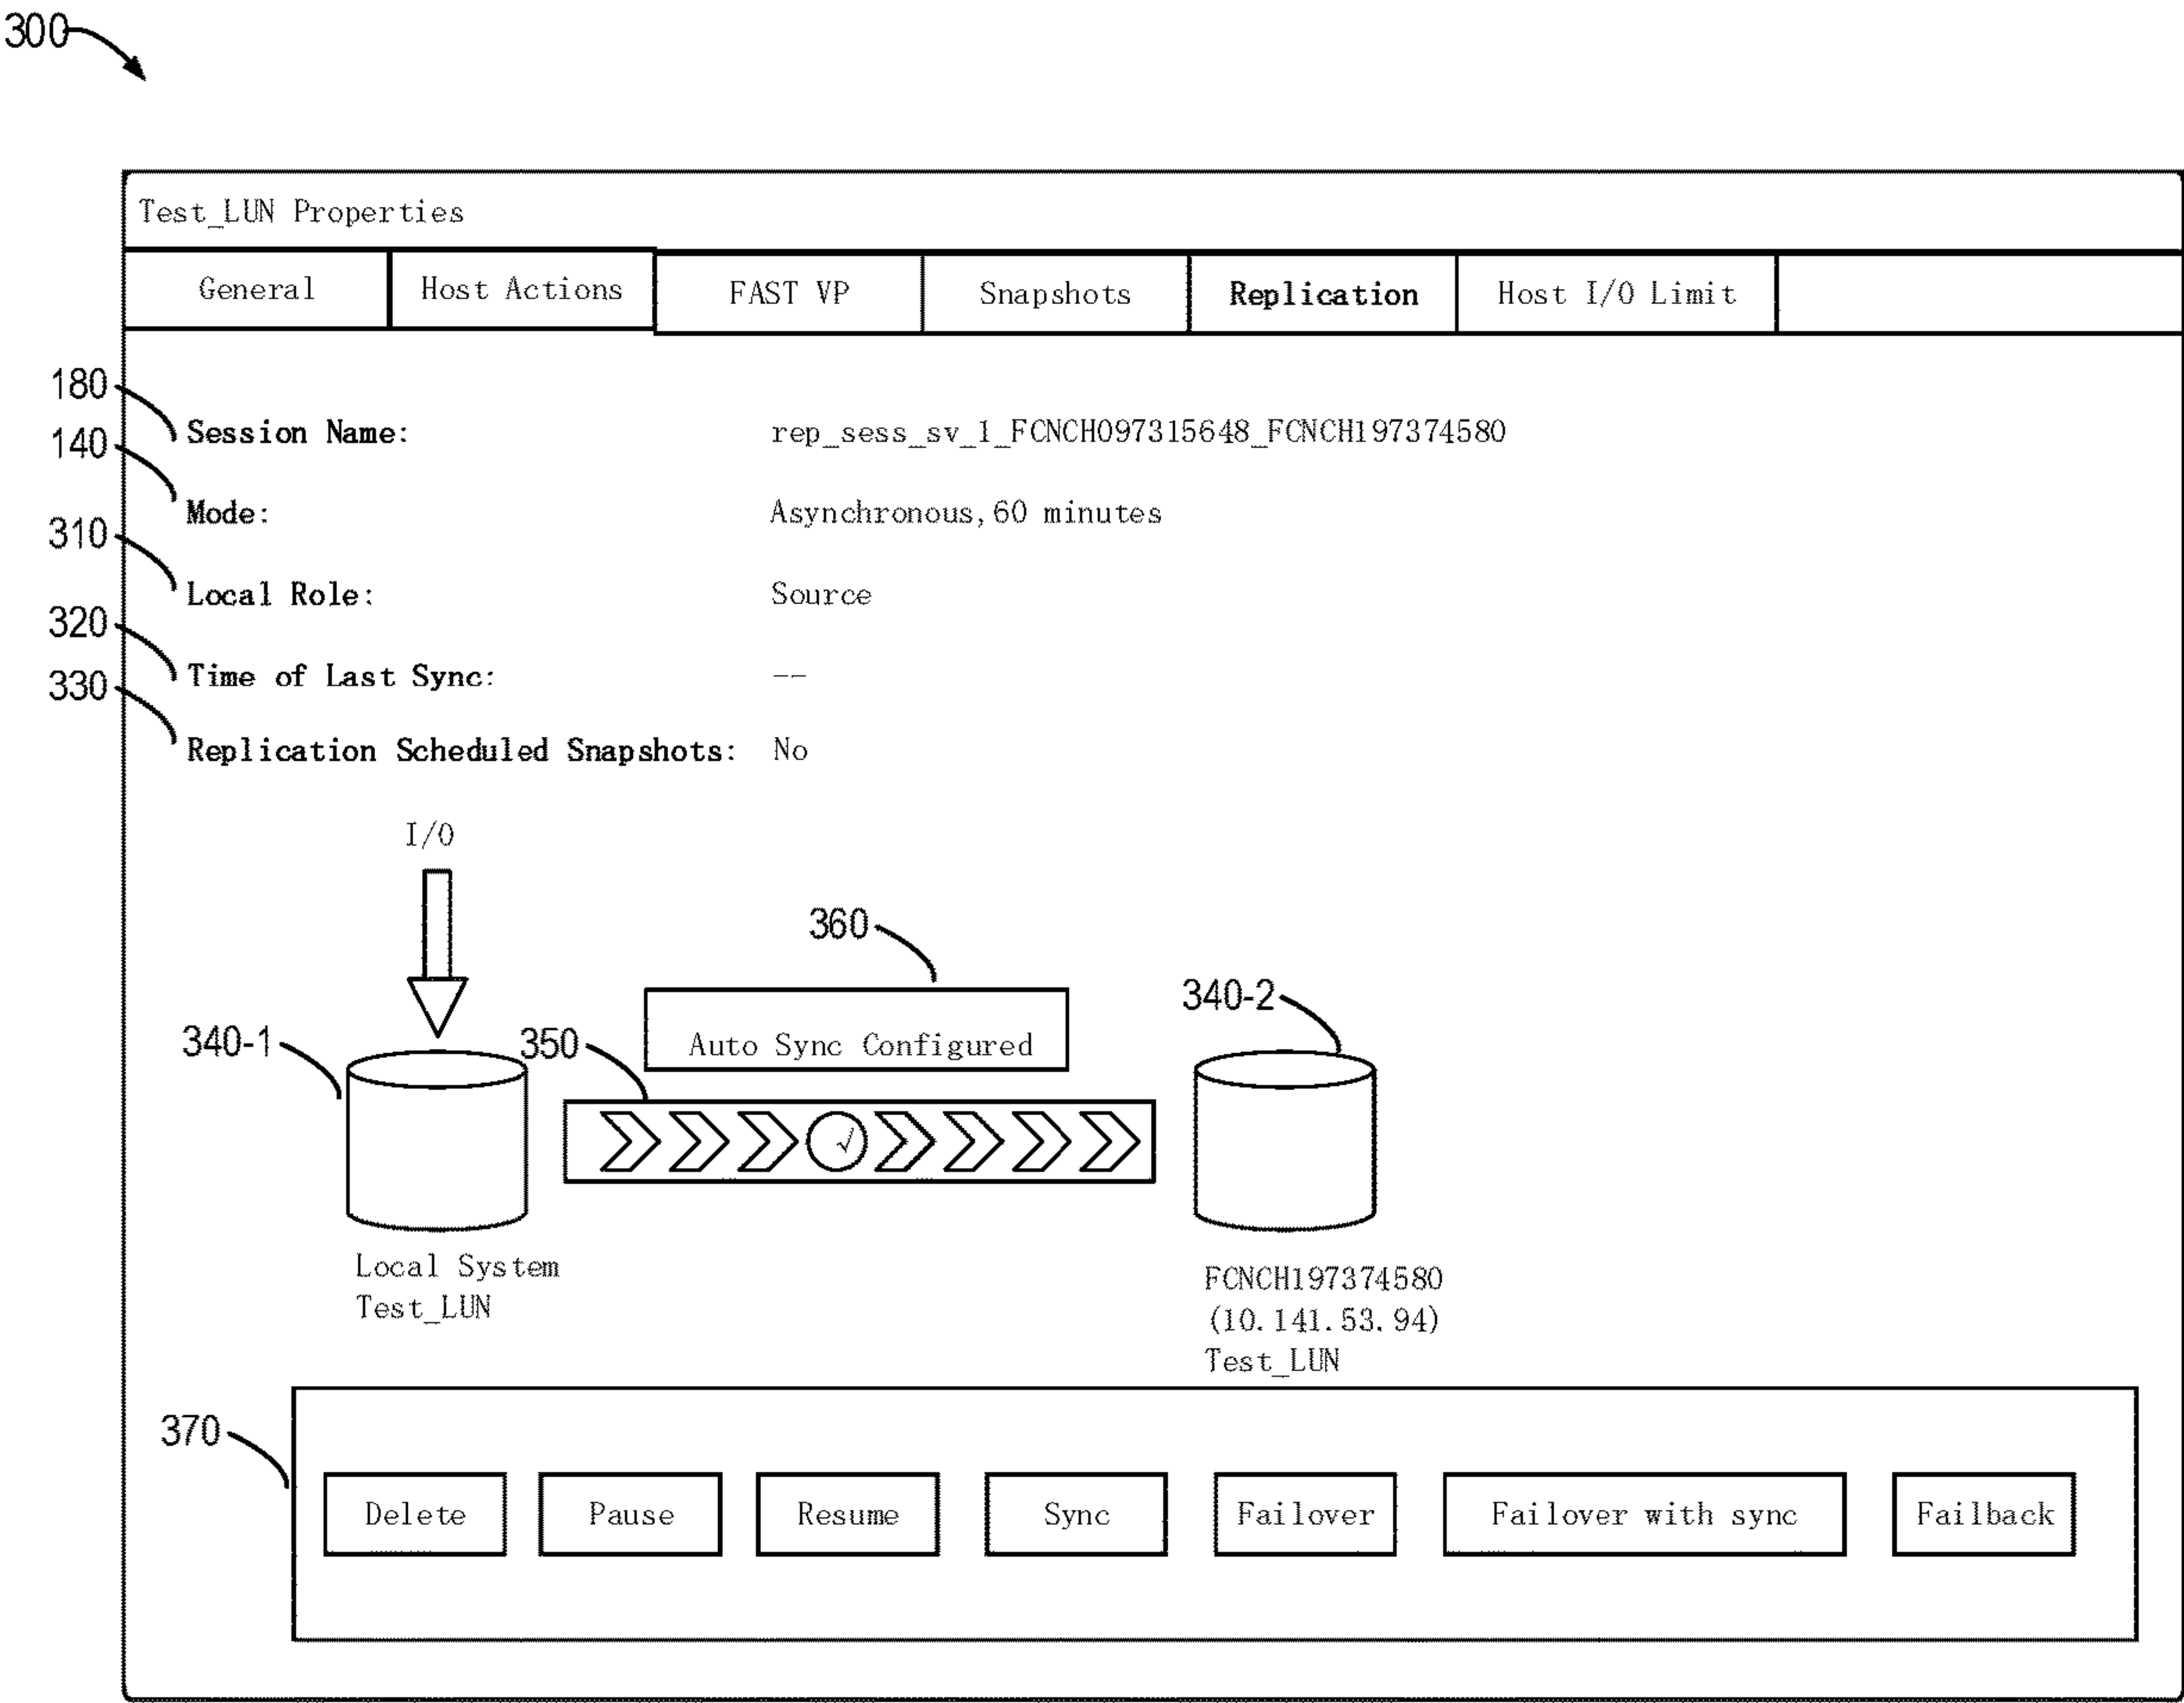 300
Test_LUN Properties
General Host Actions FAST VP Snapshots Replication Host I/O Limit
180
Session Name: rep_sess_sv_1_FCNCH097315648_FCNCH197374580
140
Mode: Asynchronous,60 minutes
310
Local Role: Source
320
Time of Last Sync: --
330
Replication Scheduled Snapshots: No
I/O
360
340-2
340-1
350
Auto Sync Configured
√
Local System
Test_LUN
FCNCH197374580
(10.141.53.94)
Test_LUN
370
Delete Pause Resume Sync Failover Failover with sync Failback